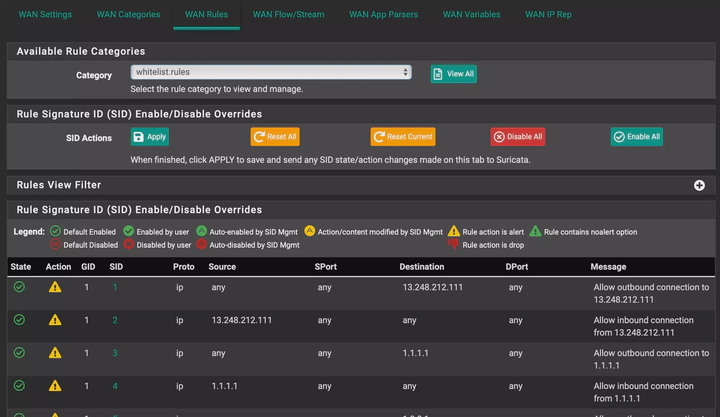 WAN Settings WAN Categories WAN Rules WAN Flow/Stream WAN App Parsers WAN Variables WAN IP Rep
Available Rule Categories
Category whitelist.rules View All
Select the rule category to view and manage.
Rule Signature ID (SID) Enable/Disable Overrides
SID Actions Apply Reset All Reset Current Disable All Enable All
When finished, click APPLY to save and send any SID state/action changes made on this tab to Suricata.
Rules View Filter
Rule Signature ID (SID) Enable/Disable Overrides
Legend: Default Enabled Enabled by user Auto-enabled by SID Mgmt Action/content modified by SID Mgmt Rule action is alert Rule contains noalert option
Default Disabled Disabled by user Auto-disabled by SID Mgmt Rule action is drop
State Action GID SID Proto Source SPort Destination DPort Message
1 1 ip any any 13.248.212.111 any Allow outbound connection to
13.248.212.111
1 2 ip 13.248.212.111 any any any Allow inbound connection
from 13.248.212.111
1 3 ip any any 1.1.1.1 any Allow outbound connection to
1.1.1.1
1 4 ip 1.1.1.1 any any any Allow inbound connection
from 1.1.1.1